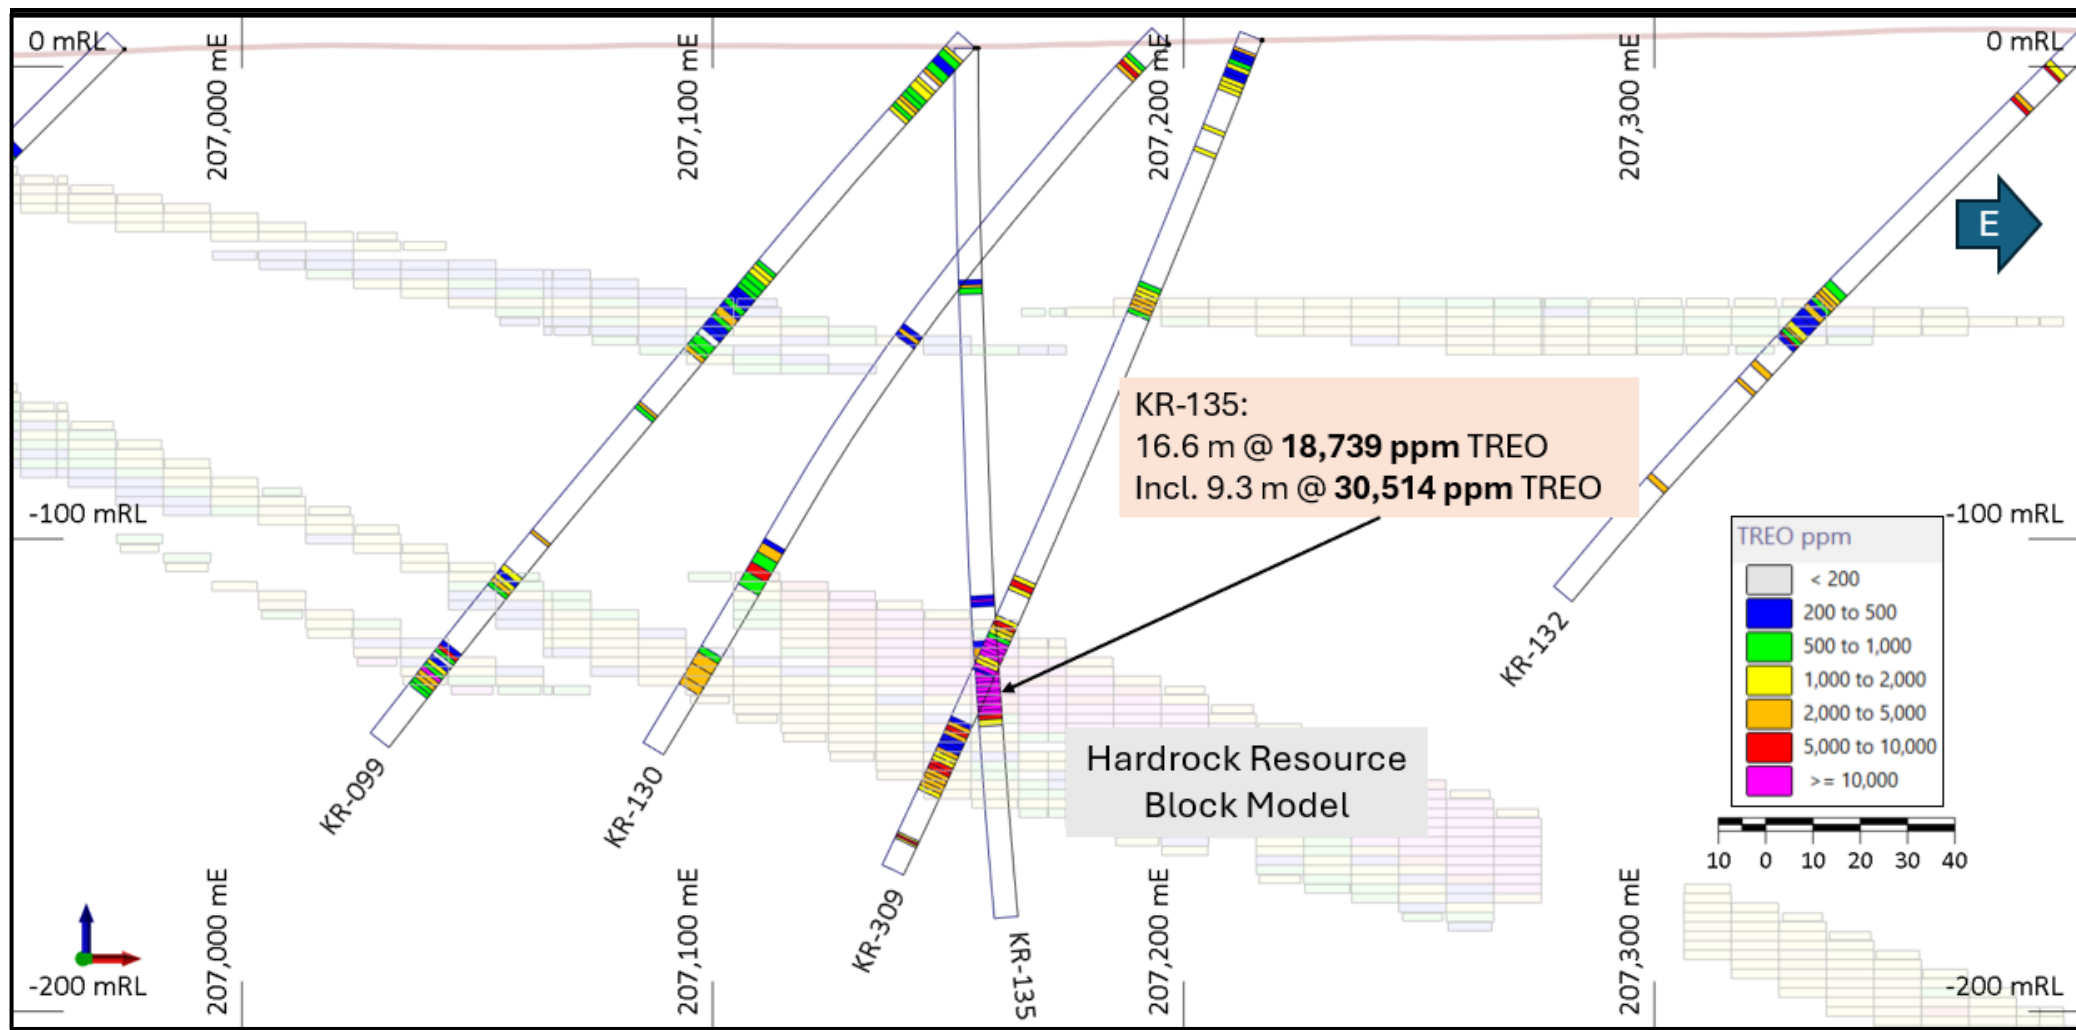 0 mRL
207,000 mE
207,100 mE
207,200 mE
207,300 mE
0 mRL
E
KR-135:
16.6 m @ 18,739 ppm TREO
Incl. 9.3 m @ 30,514 ppm TREO
-100 mRL
-100 mRL
TREO ppm
< 200
200 to 500
500 to 1,000
1,000 to 2,000
2,000 to 5,000
5,000 to 10,000
>= 10,000
KR-132
Hardrock Resource
Block Model
KR-099
KR-130
KR-309
KR-135
10 0 10 20 30 40
207,000 mE
207,100 mE
207,200 mE
207,300 mE
-200 mRL
-200 mRL